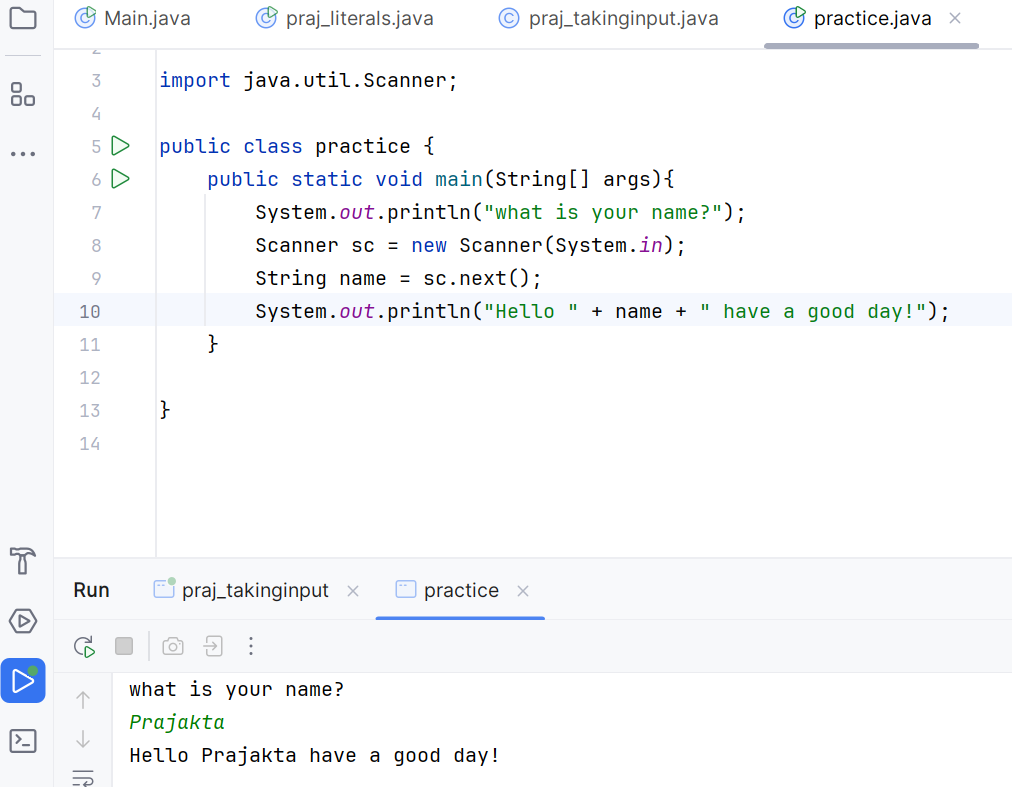 Main.java praj_literals.java praj_takinginput.java practice.java
2
3 import java.util.Scanner;
4
5 public class practice {
6     public static void main(String[] args){
7         System.out.println("what is your name?");
8         Scanner sc = new Scanner(System.in);
9         String name = sc.next();
10         System.out.println("Hello " + name + " have a good day!");
11     }
12
13 }
14
Run praj_takinginput practice
what is your name?
Prajakta
Hello Prajakta have a good day!